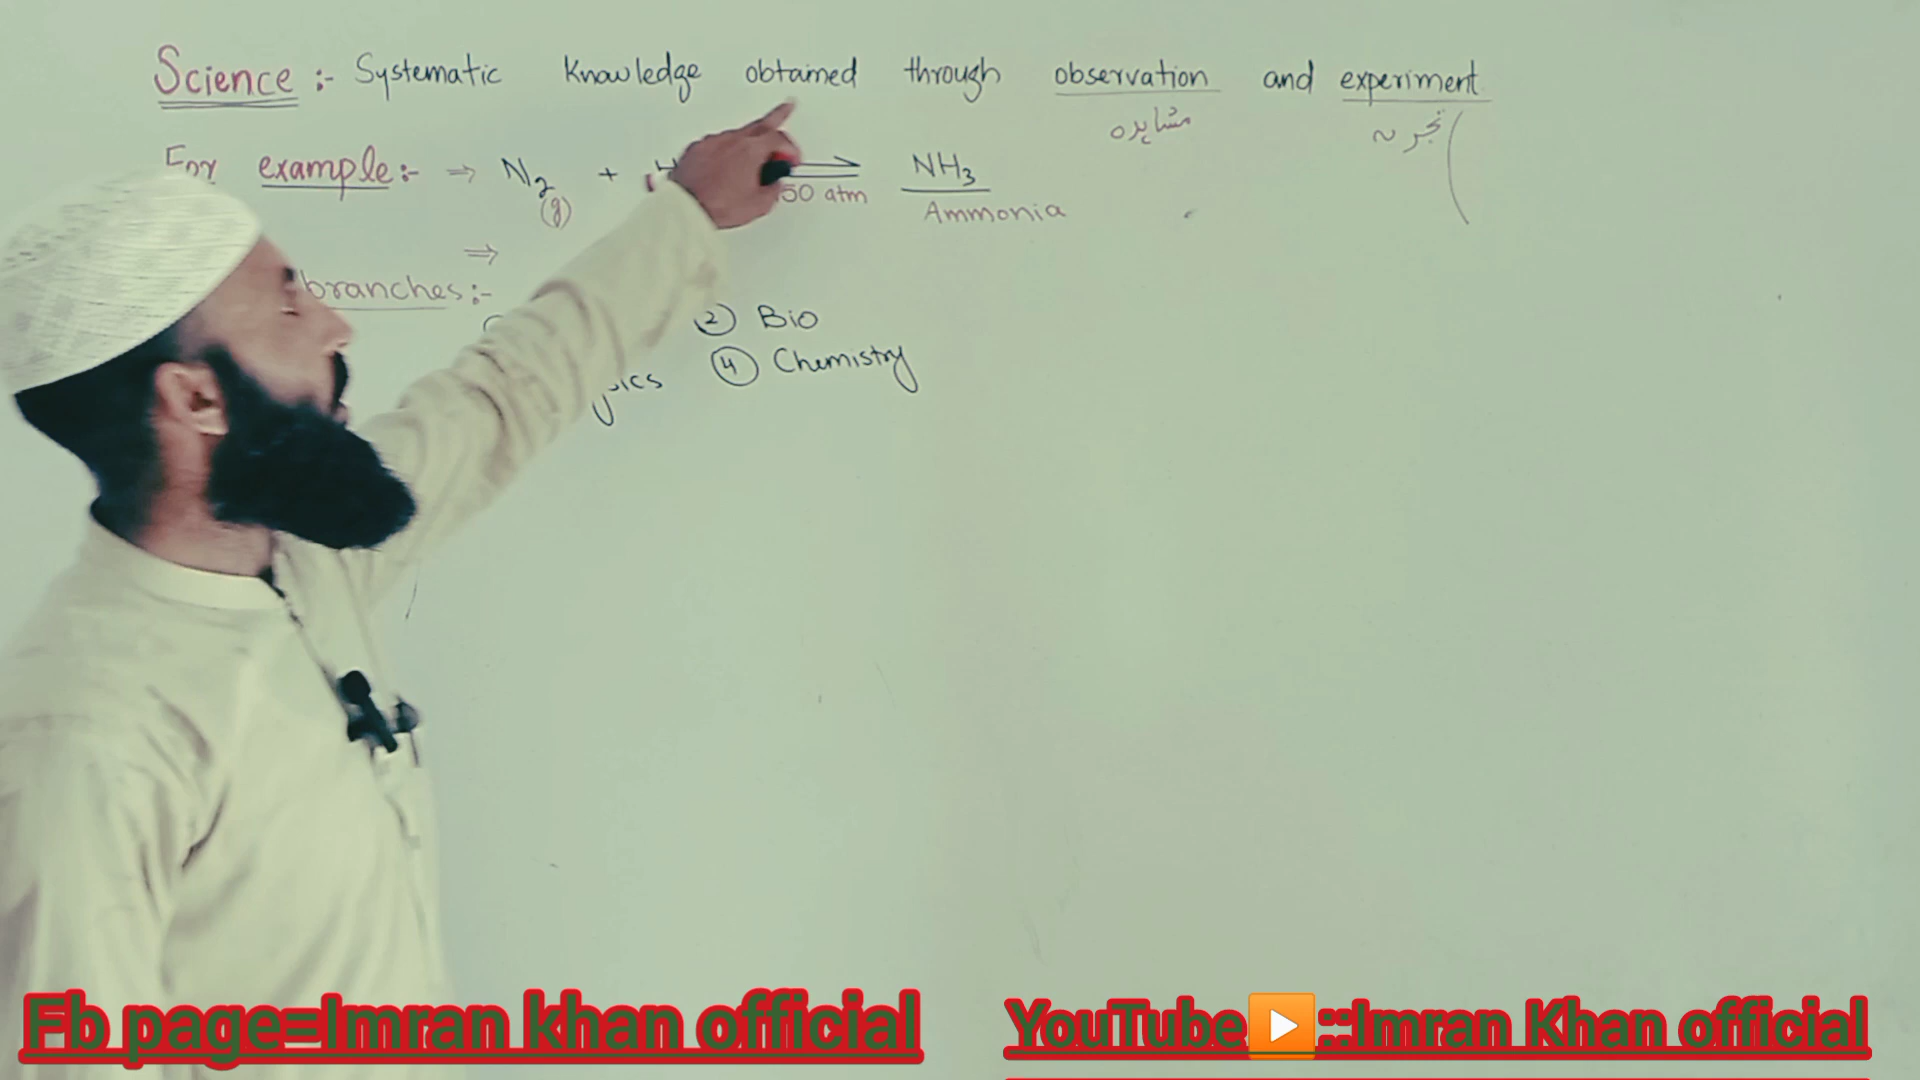 Science :- Systematic Knowledge obtained through observation and experiment
مشاہدہ تجربہ
For example :- ⇒ N2 (g) + H ⇌ NH3
50 atm Ammonia
⇒
branches :-
② Bio
④ Chemistry
Fb page=Imran khan official
YouTube▶️::Imran Khan official